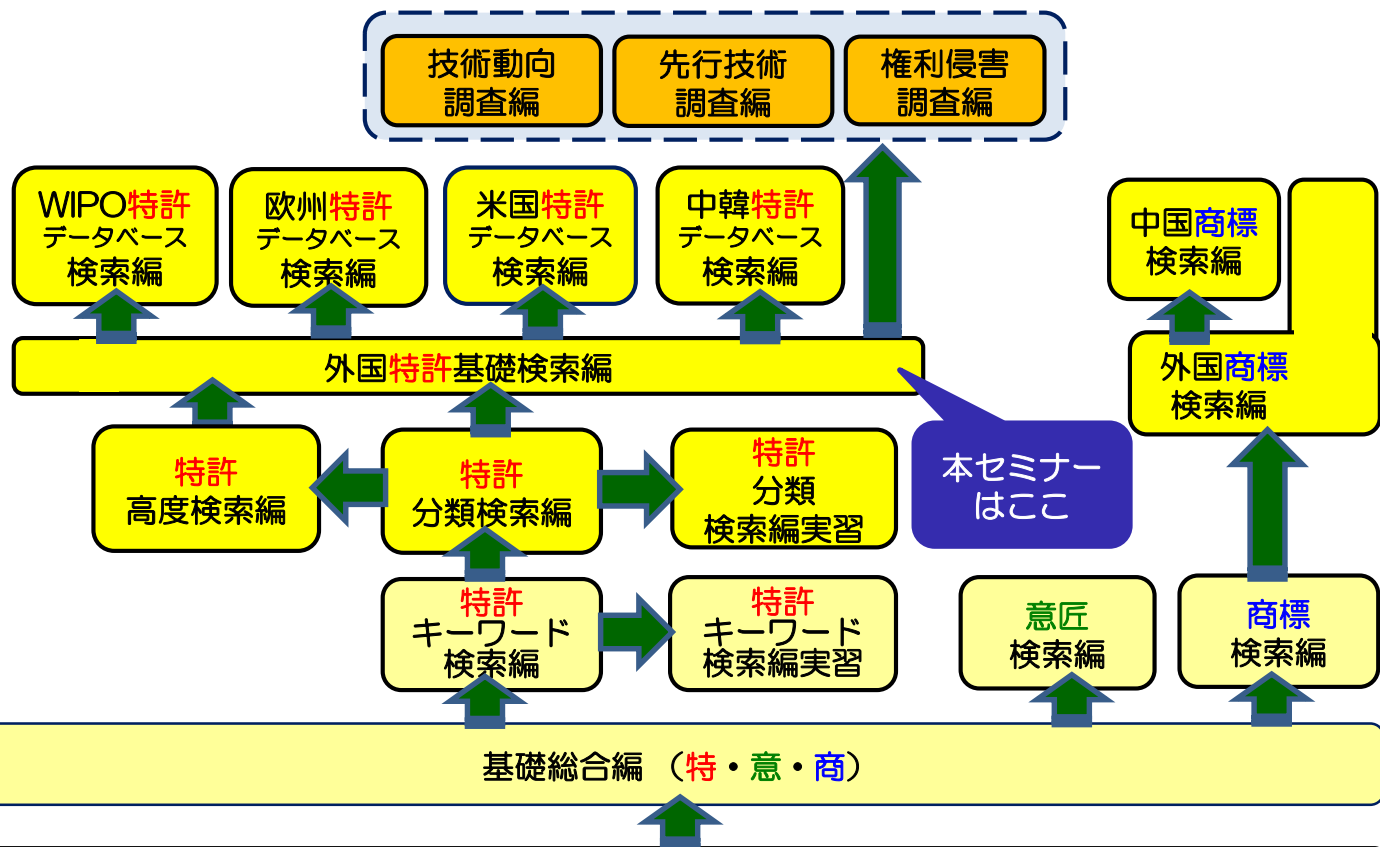 技術動向
調査編
先行技術
調査編
権利侵害
調査編
WIPO特許
データベース
検索編
欧州特許
データベース
検索編
米国特許
データベース
検索編
中韓特許
データベース
検索編
中国商標
検索編
外国特許基礎検索編
外国商標
検索編
特許
高度検索編
特許
分類検索編
特許
分類
検索編実習
本セミナー
はここ
特許
キーワード
検索編
特許
キーワード
検索編実習
意匠
検索編
商標
検索編
基礎総合編 （特・意・商）